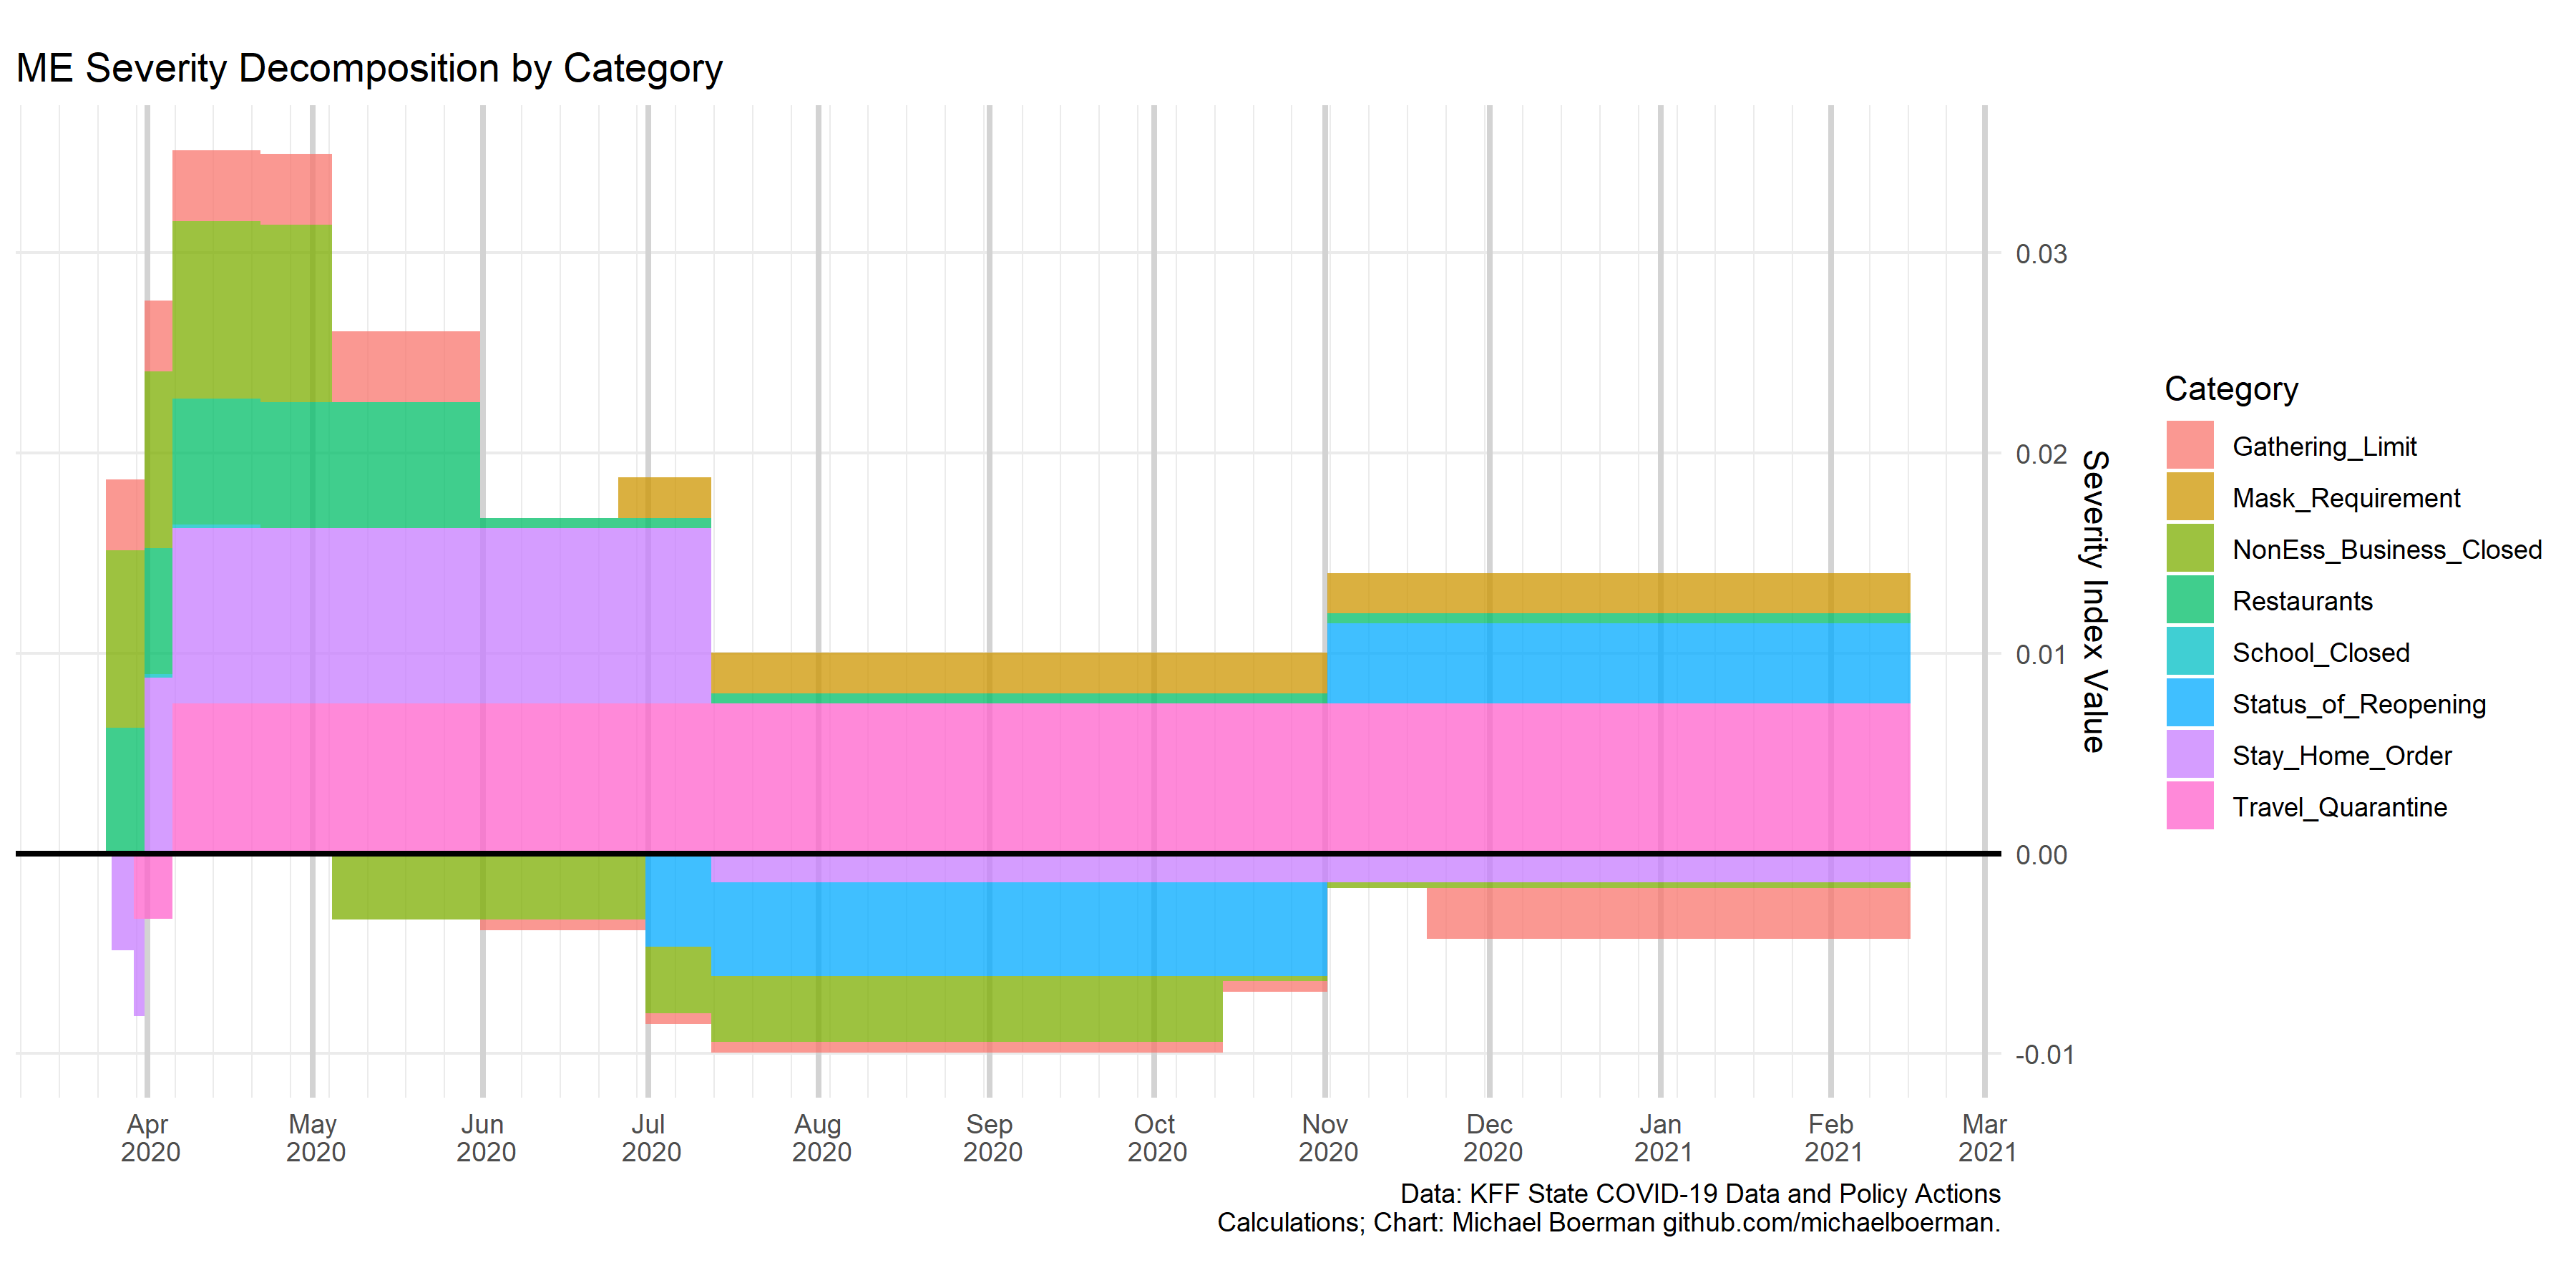 ME Severity Decomposition by Category
0.03
0.02
0.01
0.00
-0.01
Severity Index Value
Category
Gathering_Limit
Mask_Requirement
NonEss_Business_Closed
Restaurants
School_Closed
Status_of_Reopening
Stay_Home_Order
Travel_Quarantine
Apr May Jun Jul Aug Sep Oct Nov Dec Jan Feb Mar
2020 2020 2020 2020 2020 2020 2020 2020 2020 2021 2021 2021
Data: KFF State COVID-19 Data and Policy Actions
Calculations; Chart: Michael Boerman github.com/michaelboerman.